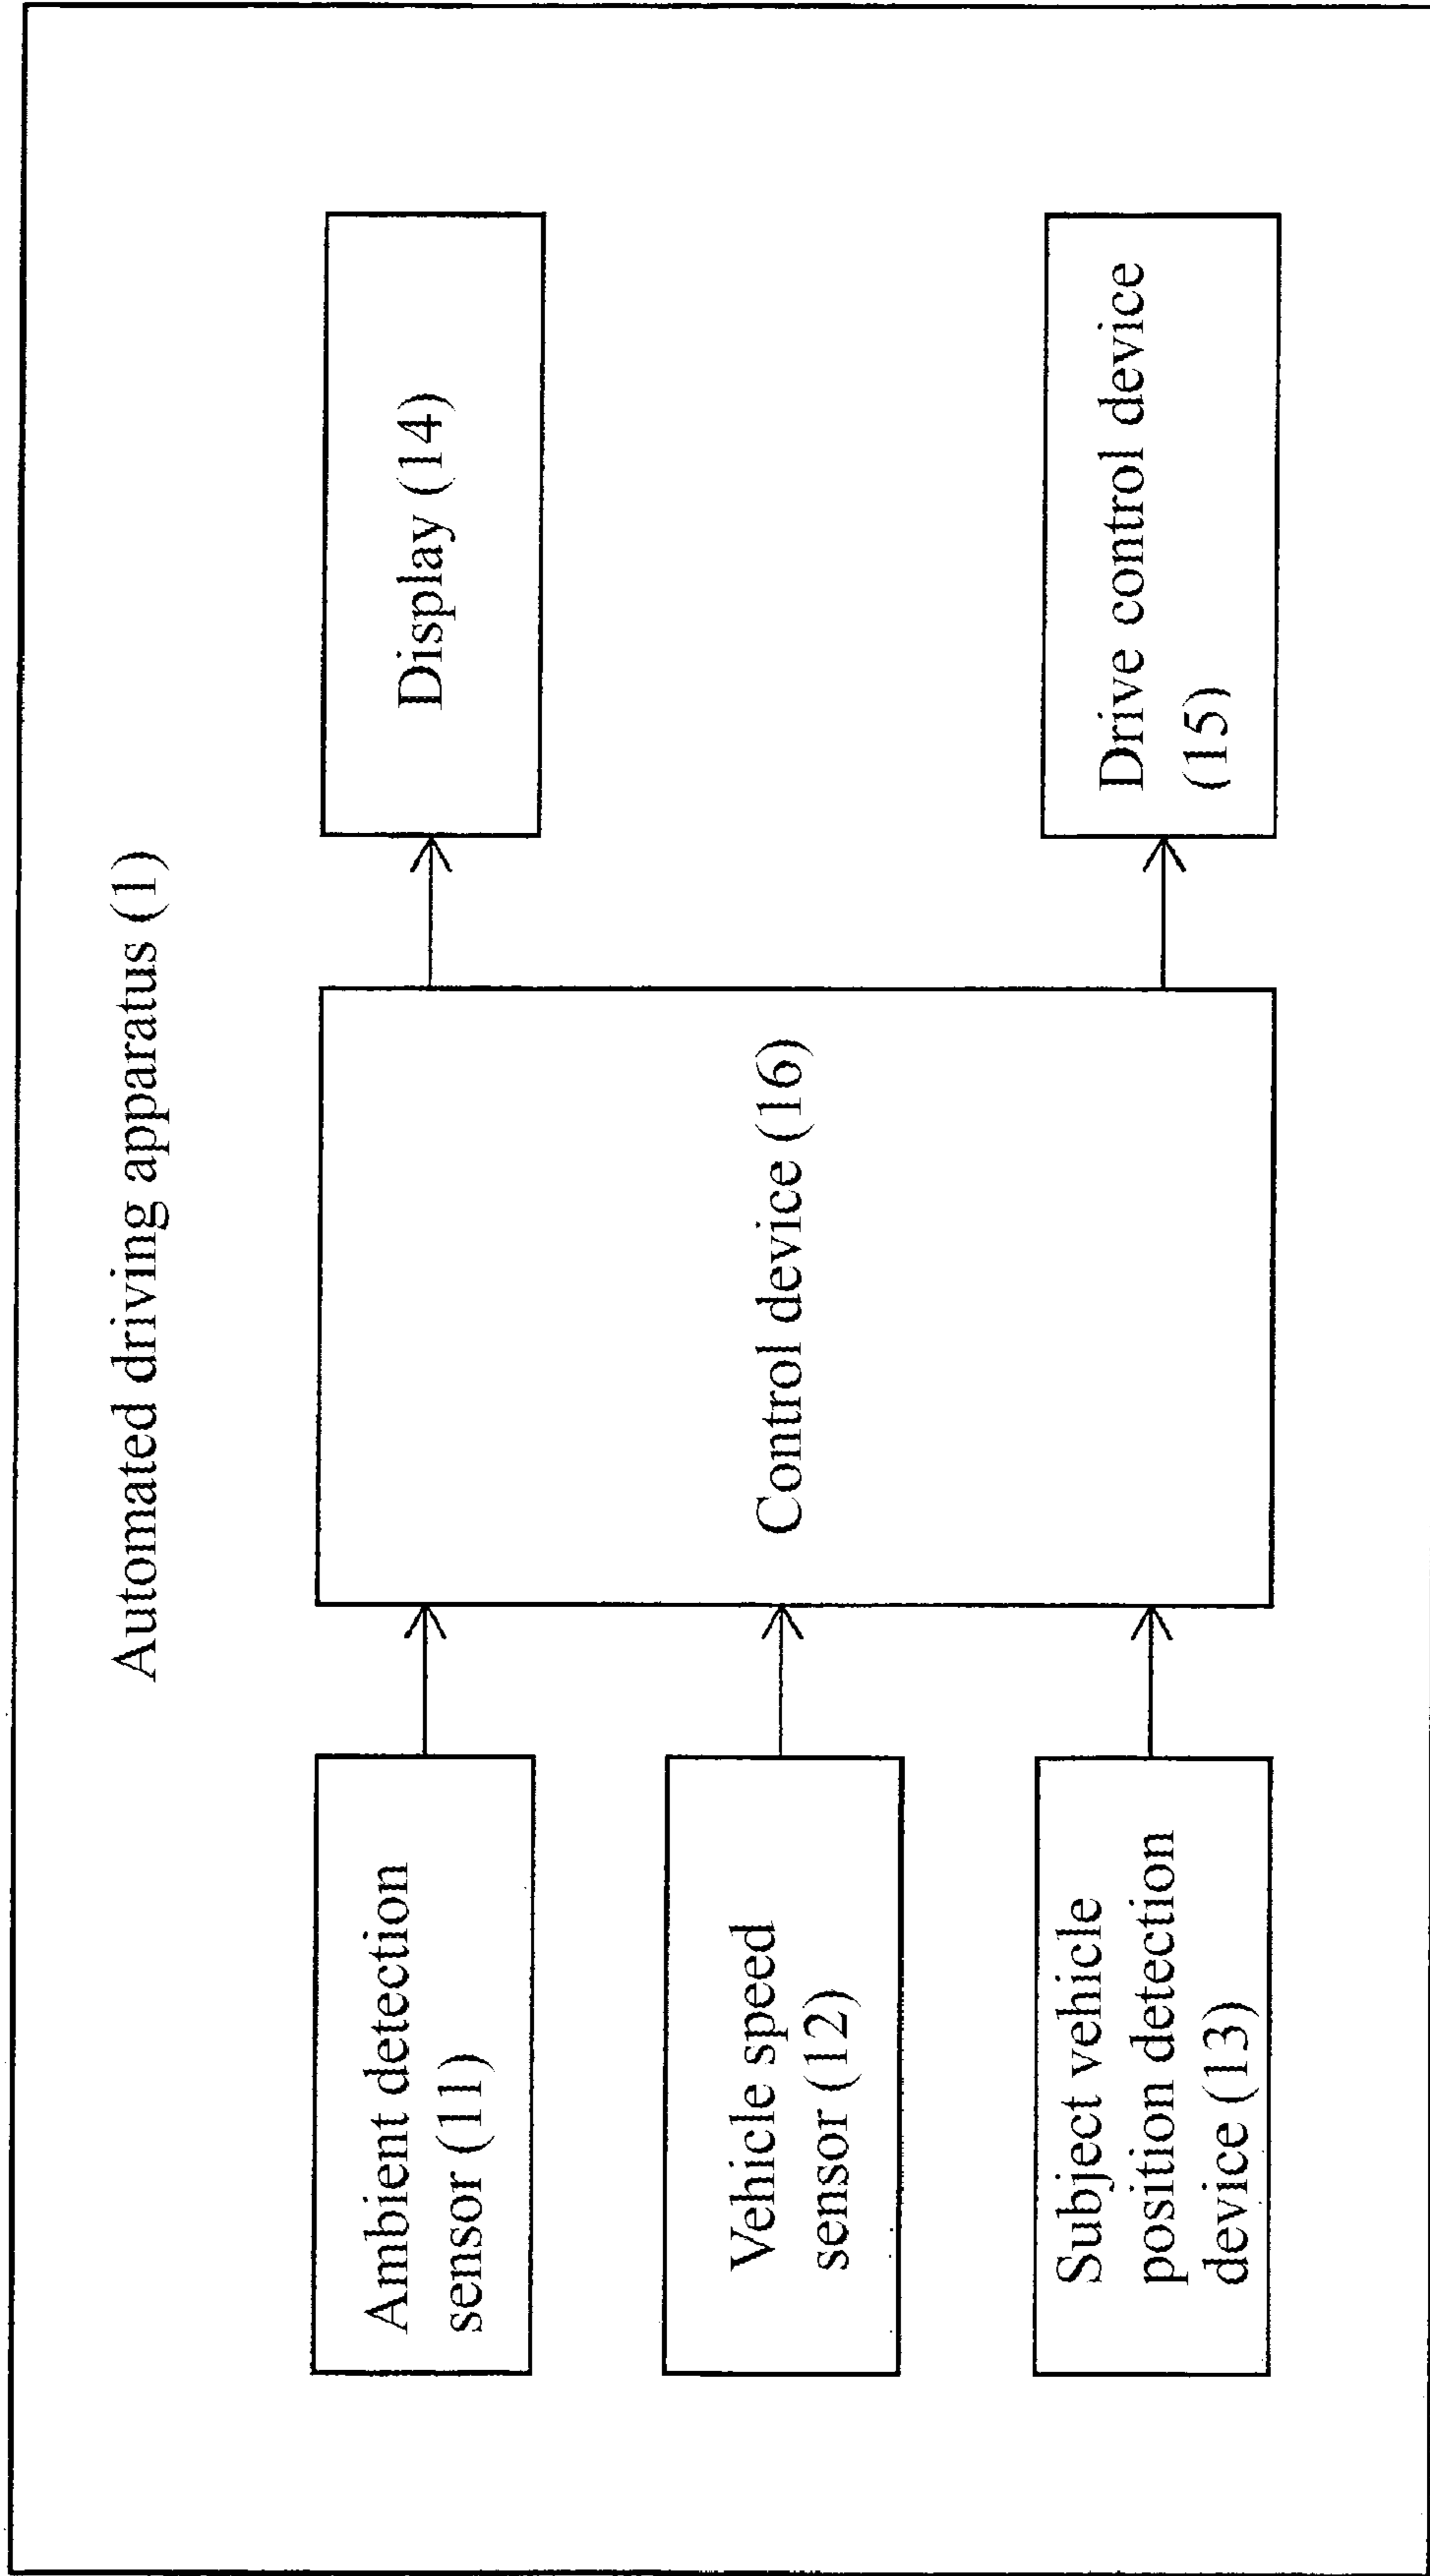 Automated driving apparatus (1)
Ambient detection
sensor (11)
Vehicle speed
sensor (12)
Subject vehicle
position detection
device (13)
Control device (16)
Display (14)
Drive control device
(15)